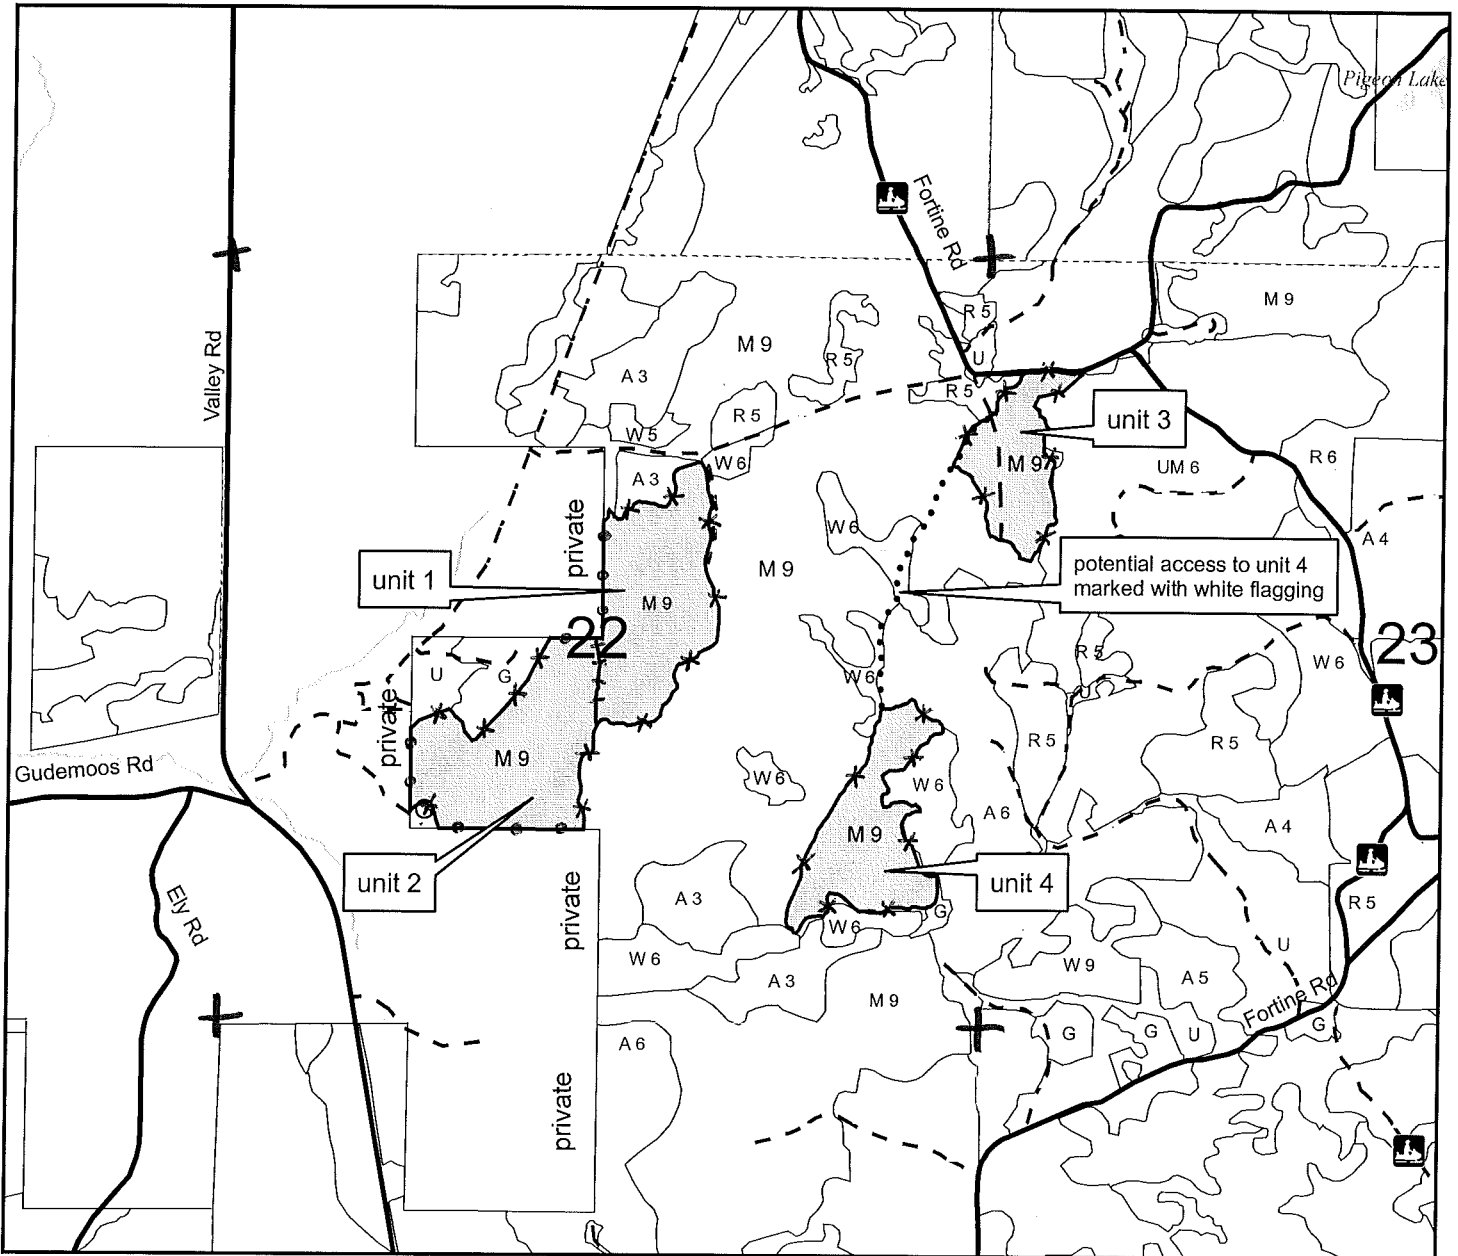 Pigeon Lake
Fortine Rd
Valley Rd
M 9
R 5
M 9
R 5
U
A 3
R 5
R 5
unit 3
W 5
W 6
M 9
UM 6
R 6
A 3
private
W 6
A 4
unit 1
M 9
potential access to unit 4
marked with white flagging
M 9
22
23
R 5
W 6
U
G
W 6
private
M 9
R 5
R 5
Gudemoos Rd
W 6
W 6
A 6
A 4
M 9
unit 2
unit 4
A 3
private
G
R 5
Ely Rd
W 6
U
W 6
W 9
A 5
A 3
M 9
Fortine Rd
A 6
G
G
U
G
private